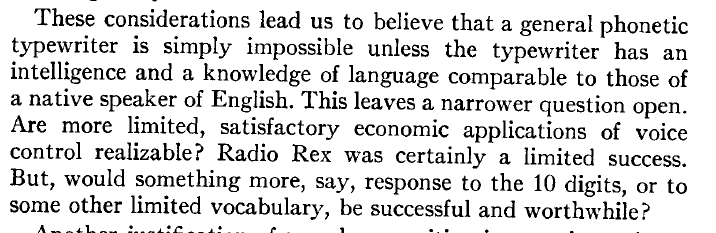 These considerations lead us to believe that a general phonetic
typewriter is simply impossible unless the typewriter has an
intelligence and a knowledge of language comparable to those of
a native speaker of English. This leaves a narrower question open.
Are more limited, satisfactory economic applications of voice
control realizable? Radio Rex was certainly a limited success.
But, would something more, say, response to the 10 digits, or to
some other limited vocabulary, be successful and worthwhile?